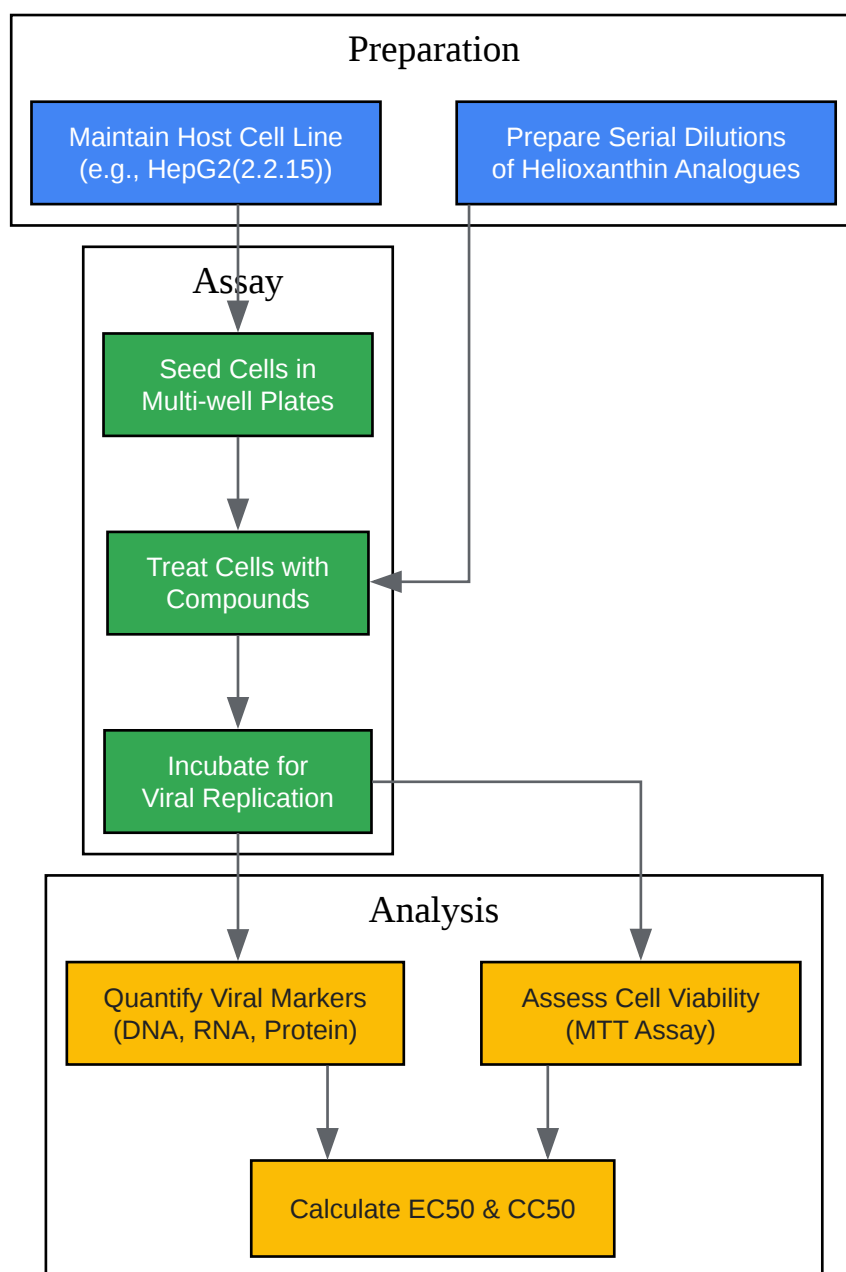 Preparation
Maintain Host Cell Line
(e.g., HepG2(2.2.15))
Prepare Serial Dilutions
of Helioxanthin Analogues
Assay
Seed Cells in
Multi-well Plates
Treat Cells with
Compounds
Incubate for
Viral Replication
Analysis
Quantify Viral Markers
(DNA, RNA, Protein)
Assess Cell Viability
(MTT Assay)
Calculate EC50 & CC50